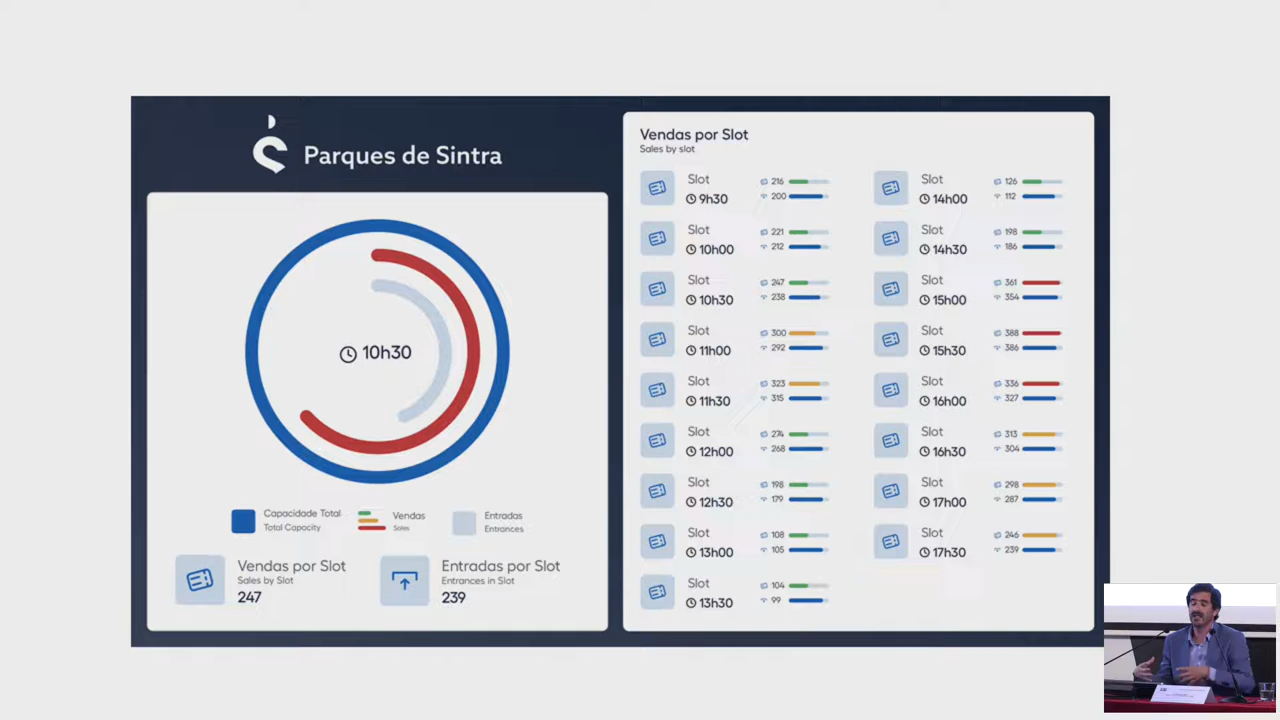 Parques de Sintra
10h30
Capacidade Total
Total Capacity
Vendas
Sales
Entradas
Entrances
Vendas por Slot
Sales by Slot
247
Entradas por Slot
Entrances in Slot
239
Vendas por Slot
Sales by slot
Slot
9h30
216
200
Slot
10h00
221
212
Slot
10h30
247
238
Slot
11h00
300
292
Slot
11h30
323
315
Slot
12h00
274
268
Slot
12h30
198
179
Slot
13h00
108
105
Slot
13h30
104
99
Slot
14h00
126
112
Slot
14h30
198
186
Slot
15h00
361
354
Slot
15h30
388
386
Slot
16h00
336
327
Slot
16h30
313
304
Slot
17h00
298
287
Slot
17h30
246
239